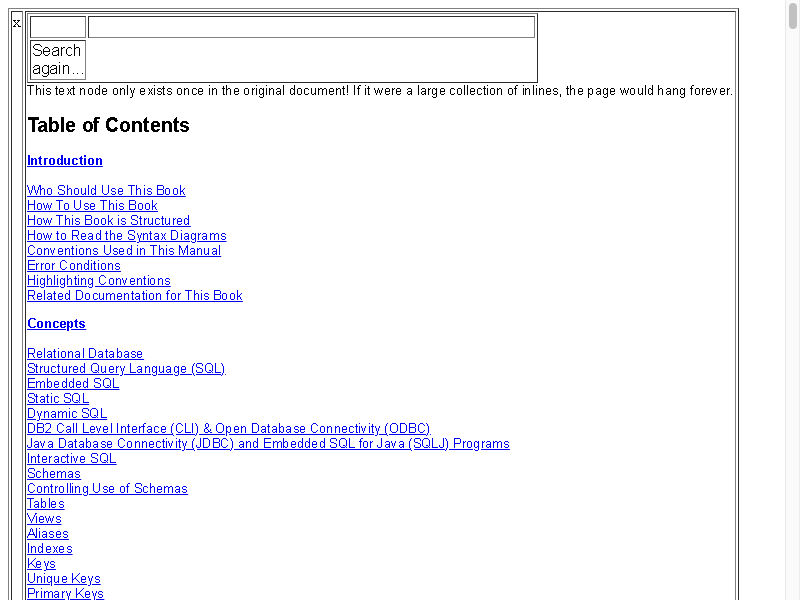 x
Search
again...
This text node only exists once in the original document! If it were a large collection of inlines, the page would hang forever.
Table of Contents
Introduction
Who Should Use This Book
How To Use This Book
How This Book is Structured
How to Read the Syntax Diagrams
Conventions Used in This Manual
Error Conditions
Highlighting Conventions
Related Documentation for This Book
Concepts
Relational Database
Structured Query Language (SQL)
Embedded SQL
Static SQL
Dynamic SQL
DB2 Call Level Interface (CLI) & Open Database Connectivity (ODBC)
Java Database Connectivity (JDBC) and Embedded SQL for Java (SQLJ) Programs
Interactive SQL
Schemas
Controlling Use of Schemas
Tables
Views
Aliases
Indexes
Keys
Unique Keys
Primary Keys